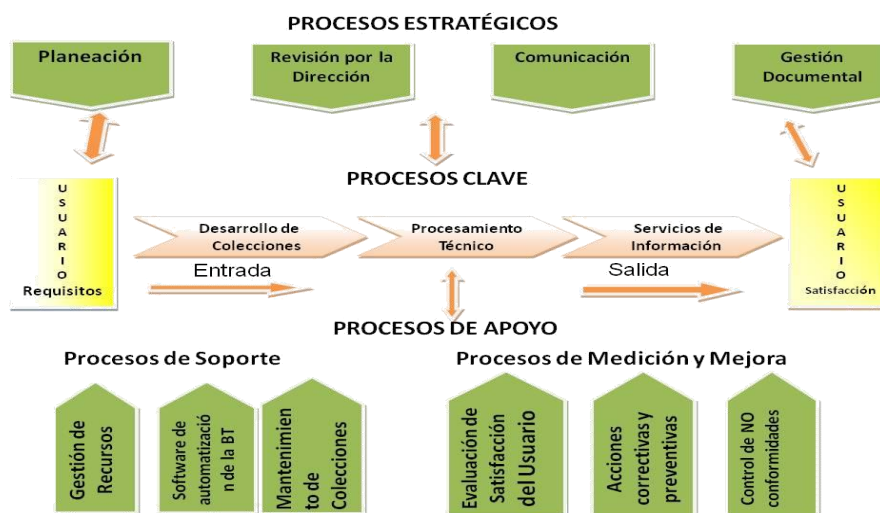 PROCESOS ESTRATÉGICOS
Planeación
Revisión por la
Dirección
Comunicación
Gestión
Documental
PROCESOS CLAVE
USUARIO
Requisitos
Desarrollo de
Colecciones
Procesamiento
Técnico
Servicios de
Información
USUARIO
Satisfacción
Entrada
Salida
PROCESOS DE APOYO
Procesos de Soporte
Procesos de Medición y Mejora
Gestión de
Recursos
Software de
automatizació
n de la BT
Mantenimien
to de
Colecciones
Evaluación de
Satisfacción
del Usuario
Acciones
correctivas y
preventivas
Control de NO
conformidades